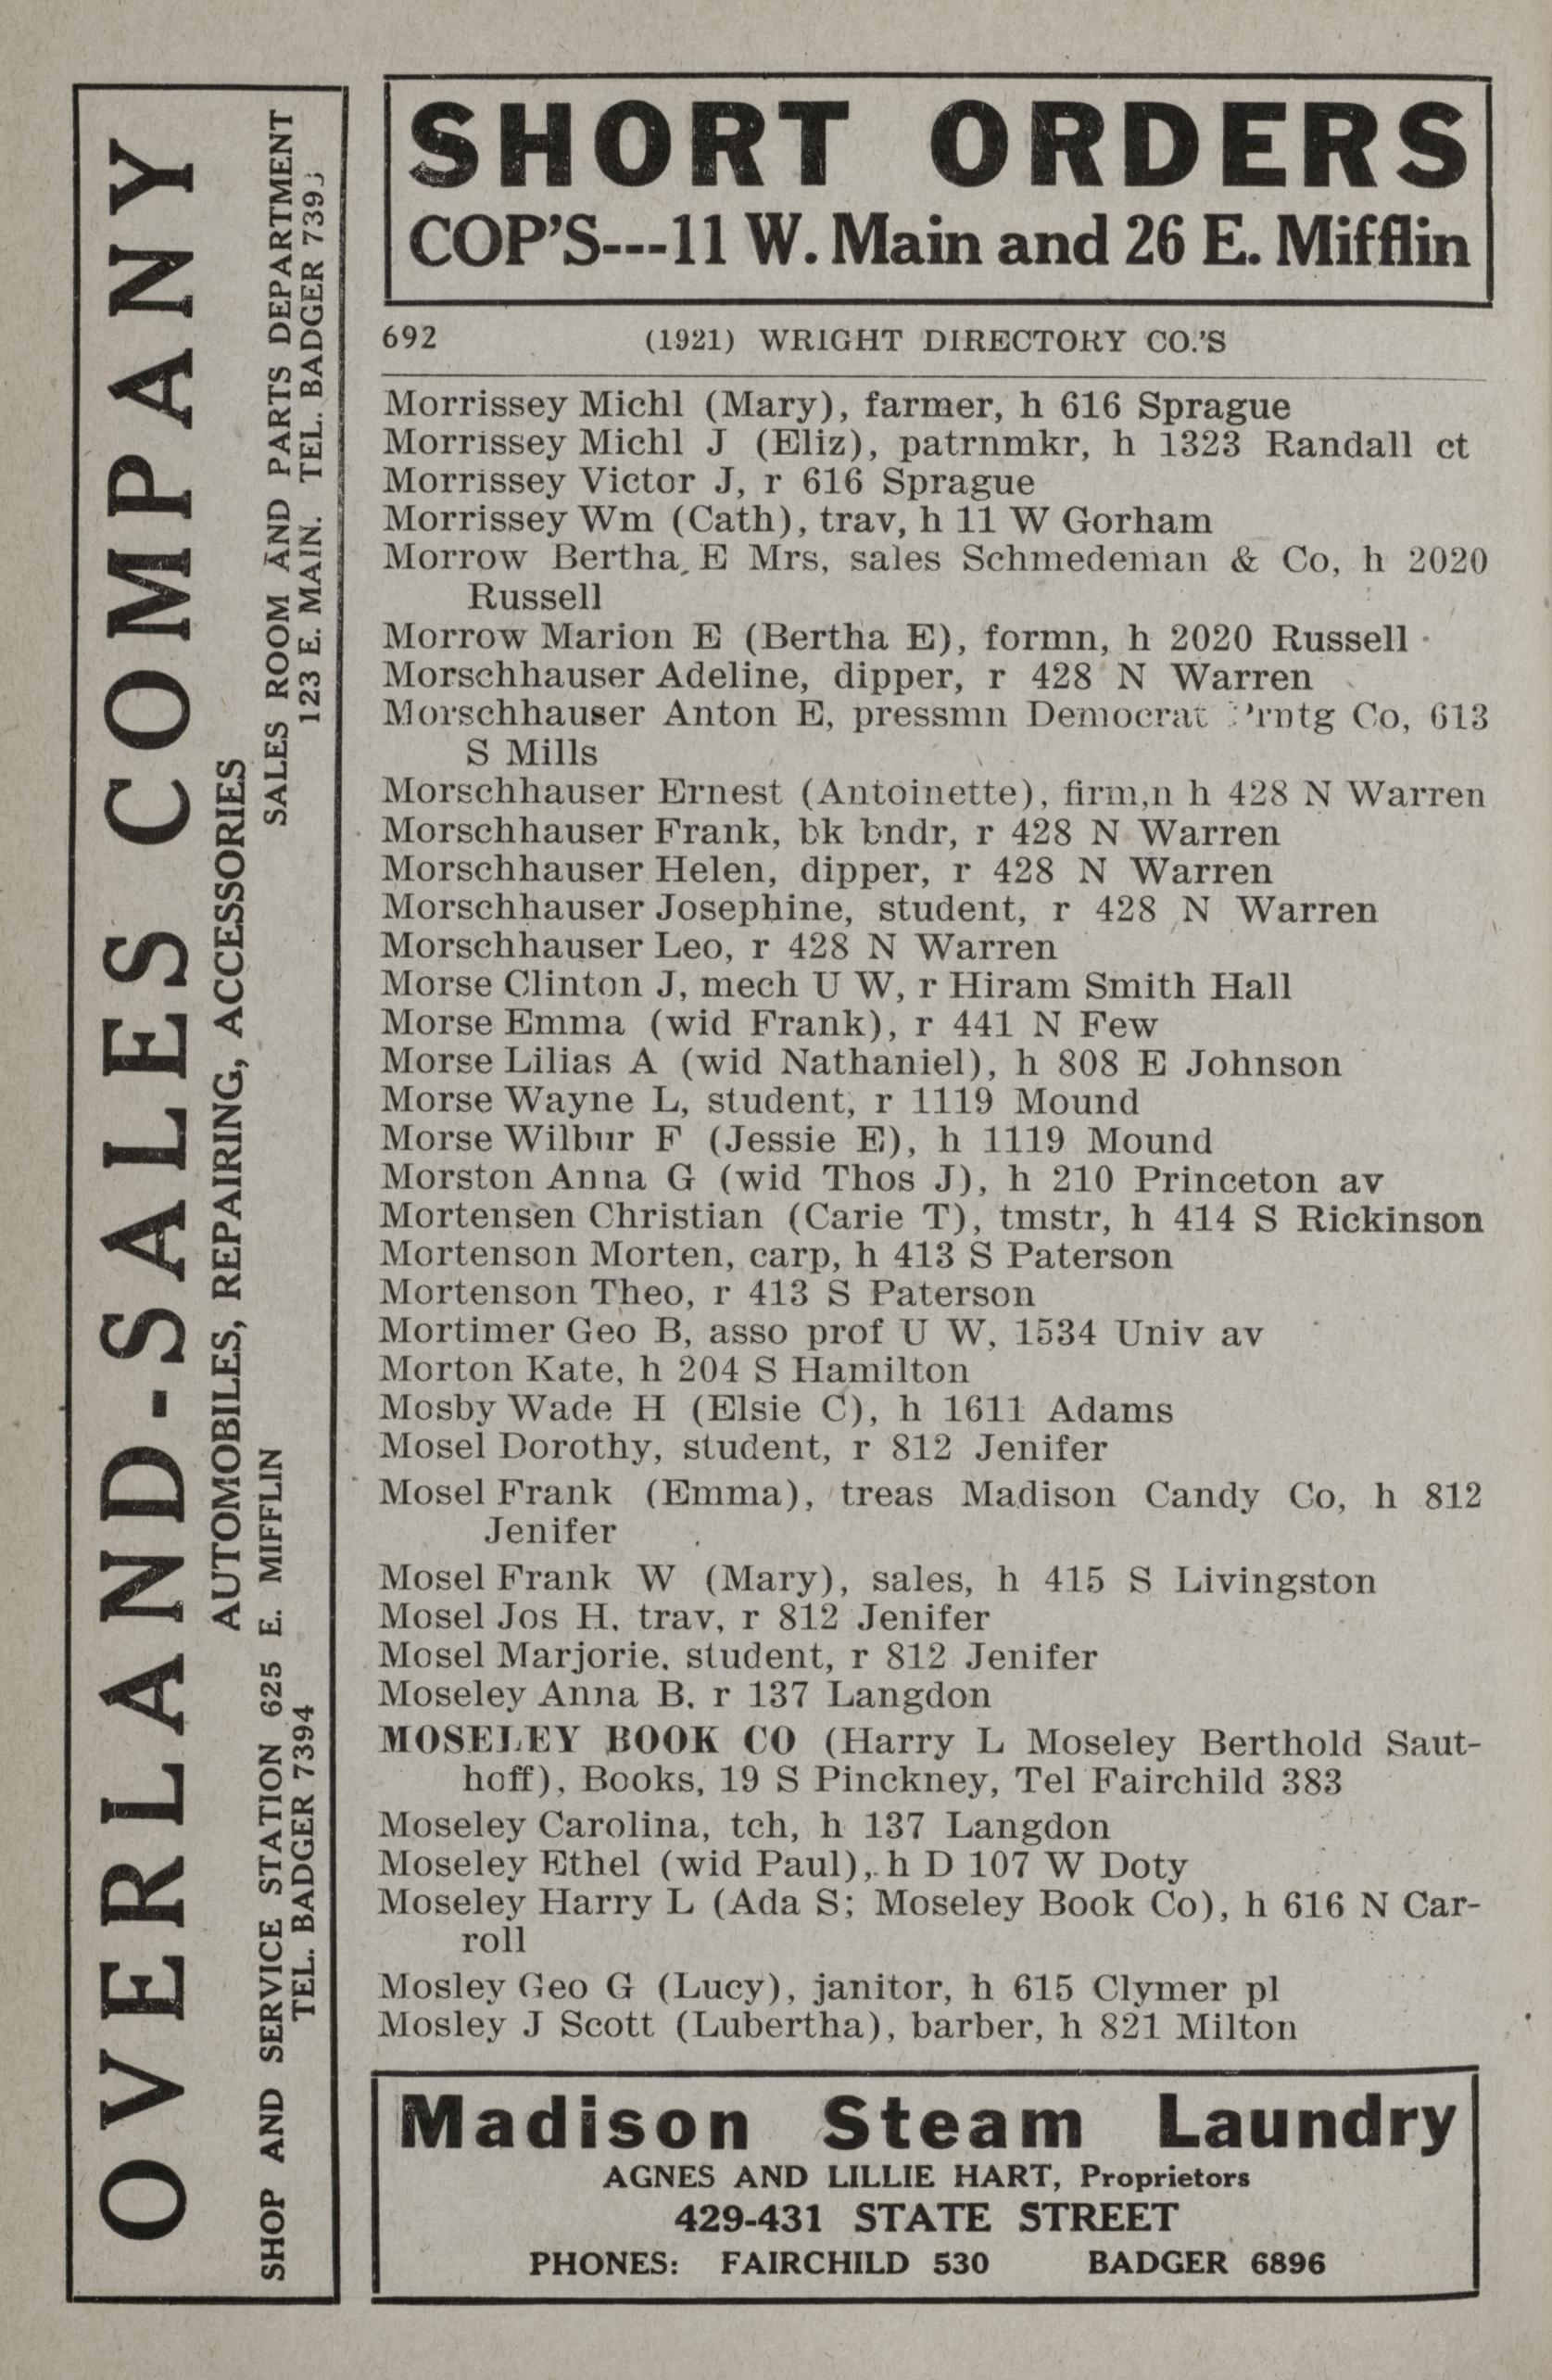 SHORT ORDERS
COP'S---11 W. Main and 26 E. Mifflin
692 (1921) WRIGHT DIRECTORY CO.'S
Morrissey Michl (Mary), farmer, h 616 Sprague
Morrissey Michl J (Eliz), patrnmkr, h 1323 Randall ct
Morrissey Victor J, r 616 Sprague
Morrissey Wm (Cath), trav, h 11 W Gorham
Morrow Bertha E Mrs, sales Schmedeman & Co, h 2020
Russell
Morrow Marion E (Bertha E), formn, h 2020 Russell
Morschhauser Adeline, dipper, r 428 N Warren
Morschhauser Anton E, pressmn Democrat Prntg Co, 613
S Mills
Morschhauser Ernest (Antoinette), firm,n h 428 N Warren
Morschhauser Frank, bk bndr, r 428 N Warren
Morschhauser Helen, dipper, r 428 N Warren
Morschhauser Josephine, student, r 428 N Warren
Morschhauser Leo, r 428 N Warren
Morse Clinton J, mech U W, r Hiram Smith Hall
Morse Emma (wid Frank), r 441 N Few
Morse Lilias A (wid Nathaniel), h 808 E Johnson
Morse Wayne L, student, r 1119 Mound
Morse Wilbur F (Jessie E), h 1119 Mound
Morston Anna G (wid Thos J), h 210 Princeton av
Mortensen Christian (Carie T), tmstr, h 414 S Rickinson
Mortenson Morten, carp, h 413 S Paterson
Mortenson Theo, r 413 S Paterson
Mortimer Geo B, asso prof U W, 1534 Univ av
Morton Kate, h 204 S Hamilton
Mosby Wade H (Elsie C), h 1611 Adams
Mosel Dorothy, student, r 812 Jenifer
Mosel Frank (Emma), treas Madison Candy Co, h 812
Jenifer
Mosel Frank W (Mary), sales, h 415 S Livingston
Mosel Jos H, trav, r 812 Jenifer
Mosel Marjorie, student, r 812 Jenifer
Moseley Anna B, r 137 Langdon
MOSELEY BOOK CO (Harry L Moseley Berthold Saut-
hoff), Books, 19 S Pinckney, Tel Fairchild 383
Moseley Carolina, tch, h 137 Langdon
Moseley Ethel (wid Paul), h D 107 W Doty
Moseley Harry L (Ada S; Moseley Book Co), h 616 N Car-
roll
Mosley Geo G (Lucy), janitor, h 615 Clymer pl
Mosley J Scott (Lubertha), barber, h 821 Milton
Madison Steam Laundry
AGNES AND LILLIE HART, Proprietors
429-431 STATE STREET
PHONES: FAIRCHILD 530 BADGER 6896
OVERLAND-SALES COMPANY
AUTOMOBILES, REPAIRING, ACCESSORIES
SHOP AND SERVICE STATION 625 E. MIFFLIN
TEL. BADGER 7394
SALES ROOM AND PARTS DEPARTMENT
123 E. MAIN. TEL. BADGER